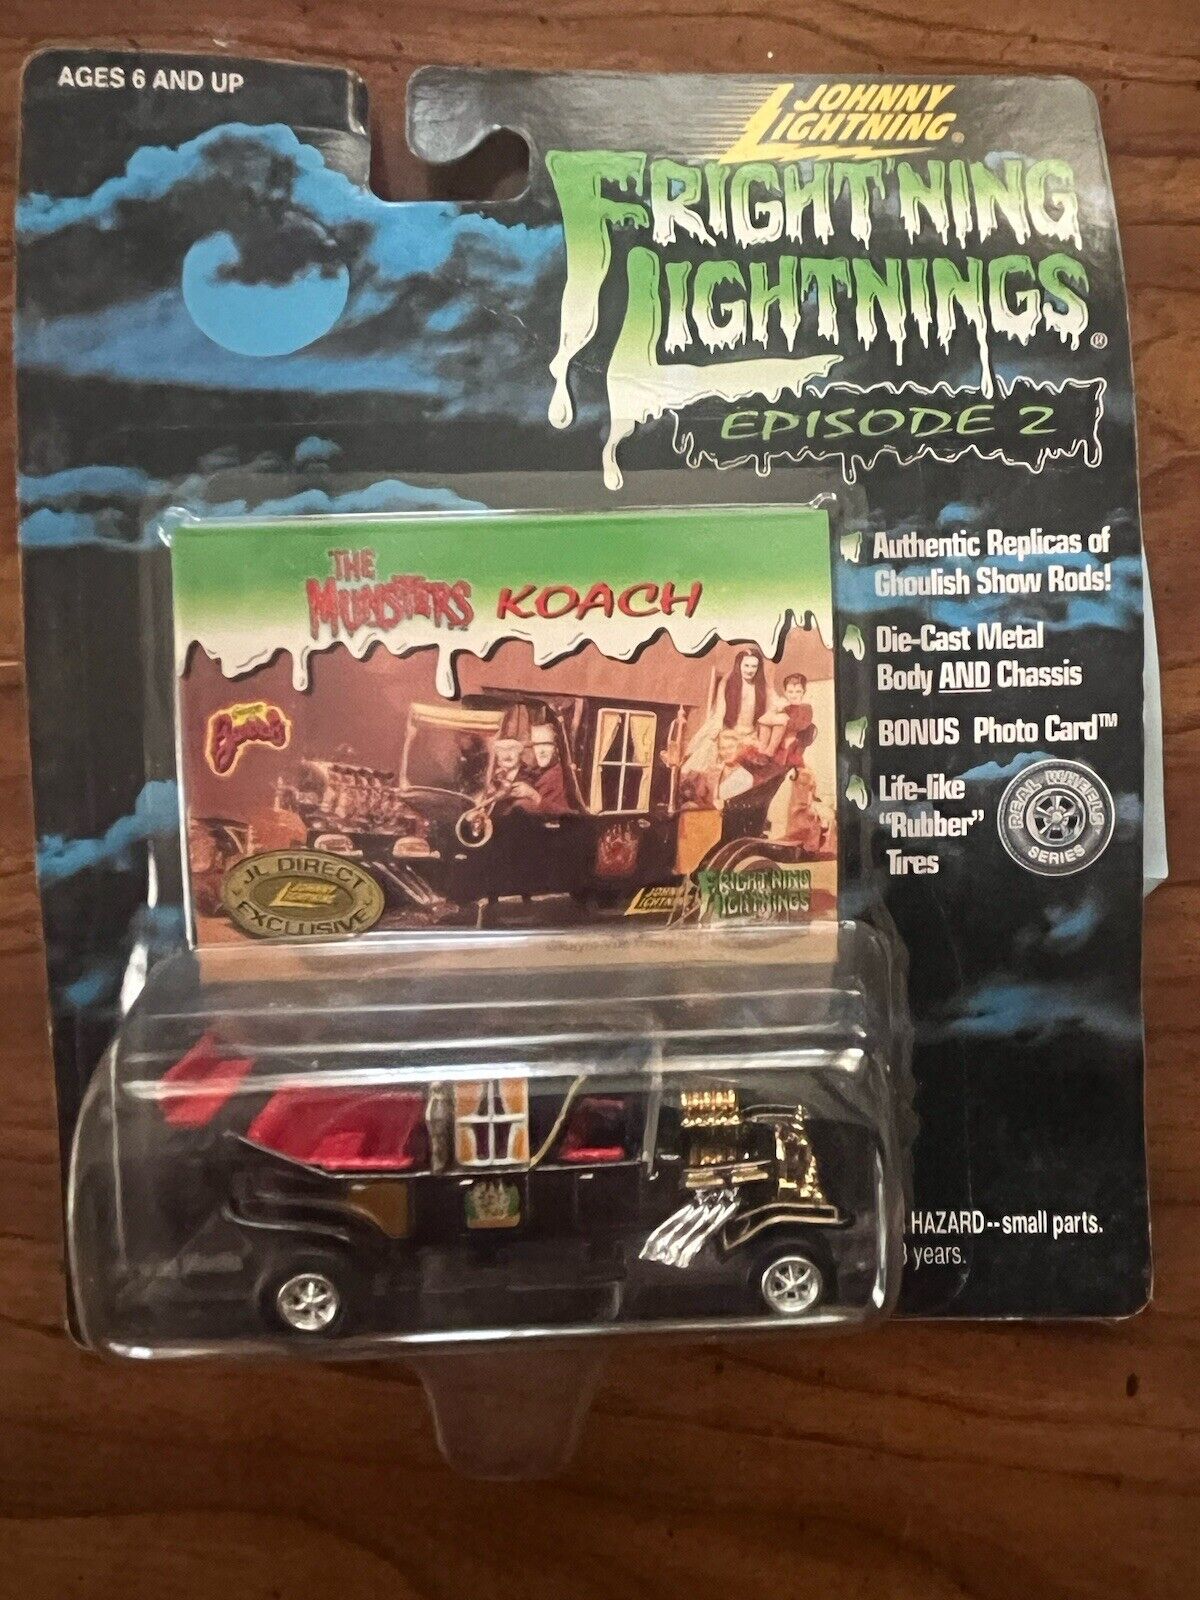 AGES 6 AND UP
JOHNNY
LIGHTNING®
FRIGHT'NING
LIGHTNINGS®
EPISODE 2
THE
MUNSTERS KOACH
JL DIRECT
JOHNNY
LIGHTNING
EXCLUSIVE
JOHNNY
LIGHTNING
FRIGHT'NING
LIGHTNINGS
Authentic Replicas of
Ghoulish Show Rods!
Die-Cast Metal
Body AND Chassis
BONUS Photo Card™
Life-like
"Rubber"
Tires
REAL WHEELS
SERIES
HAZARD--small parts.
3 years.